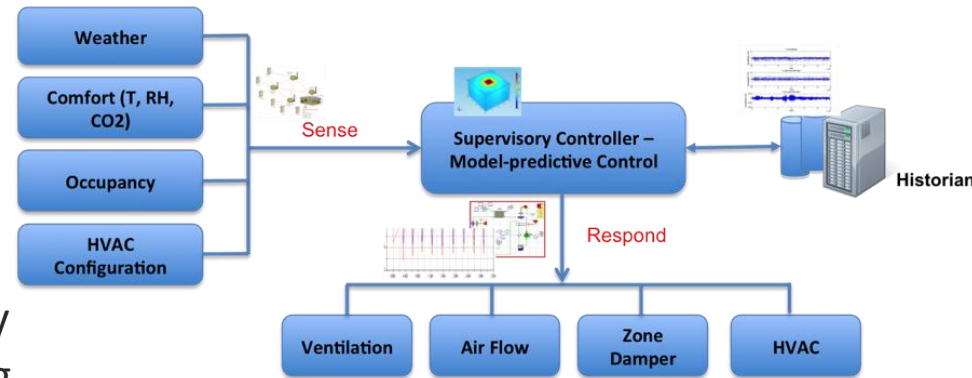 Weather
Comfort (T, RH,
CO2)
Occupancy
HVAC
Configuration
Sense
Supervisory Controller –
Model-predictive Control
Historian
Respond
Ventilation
Air Flow
Zone
Damper
HVAC